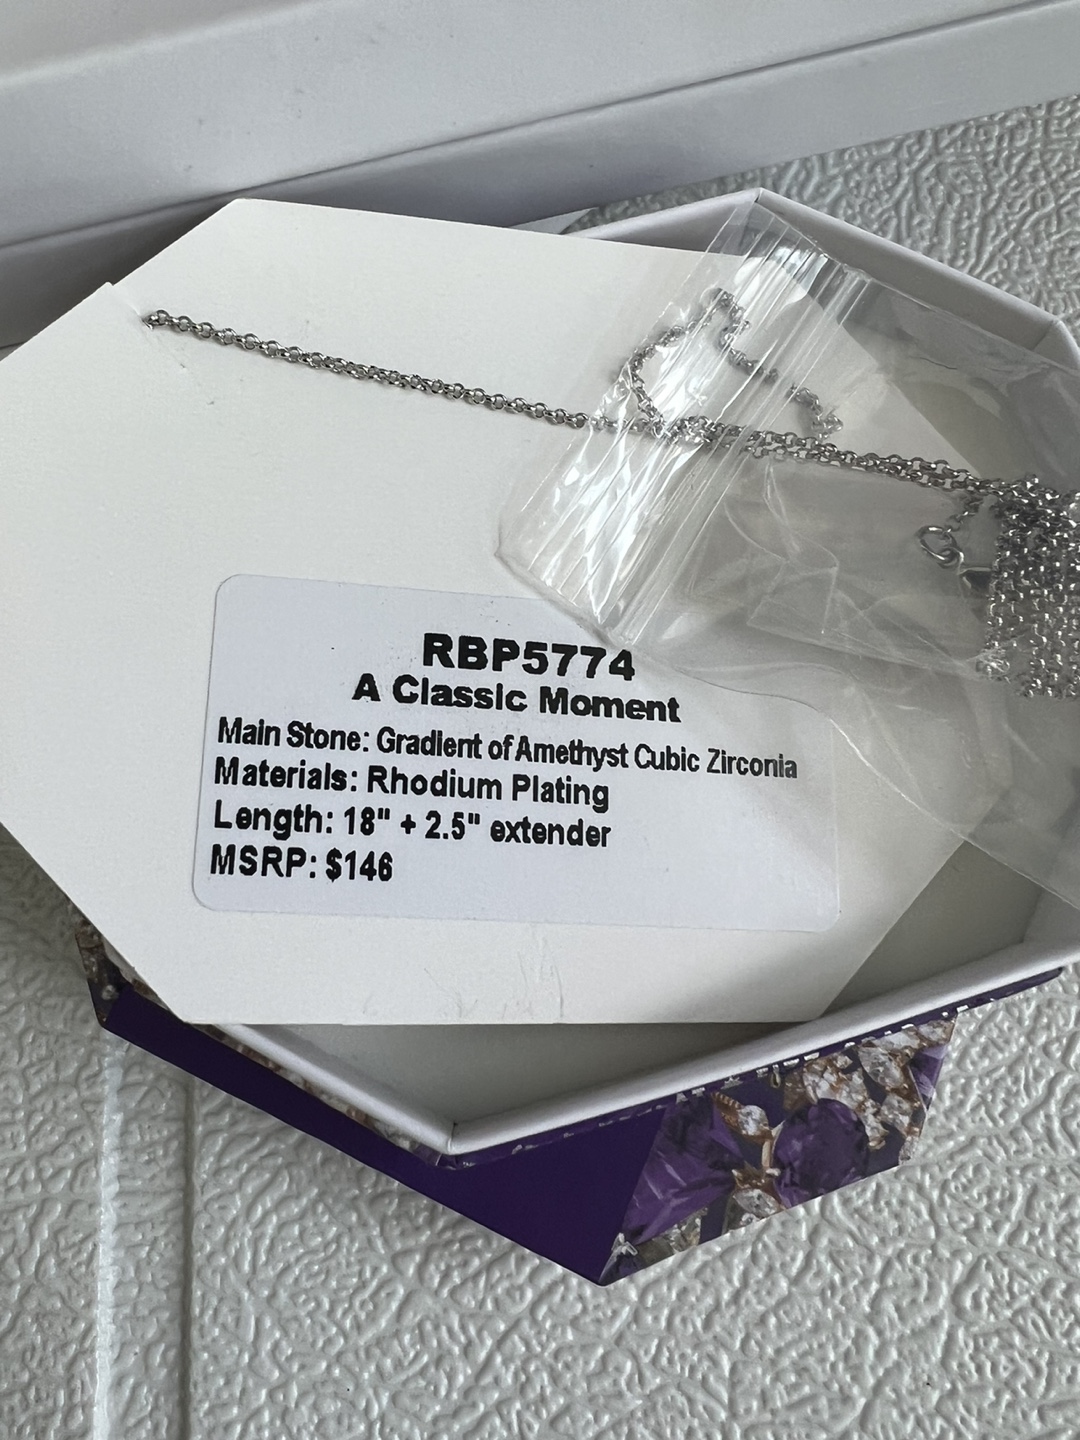 RBP5774
A Classic Moment
Main Stone: Gradient of Amethyst Cubic Zirconia
Materials: Rhodium Plating
Length: 18" + 2.5" extender
MSRP: $146